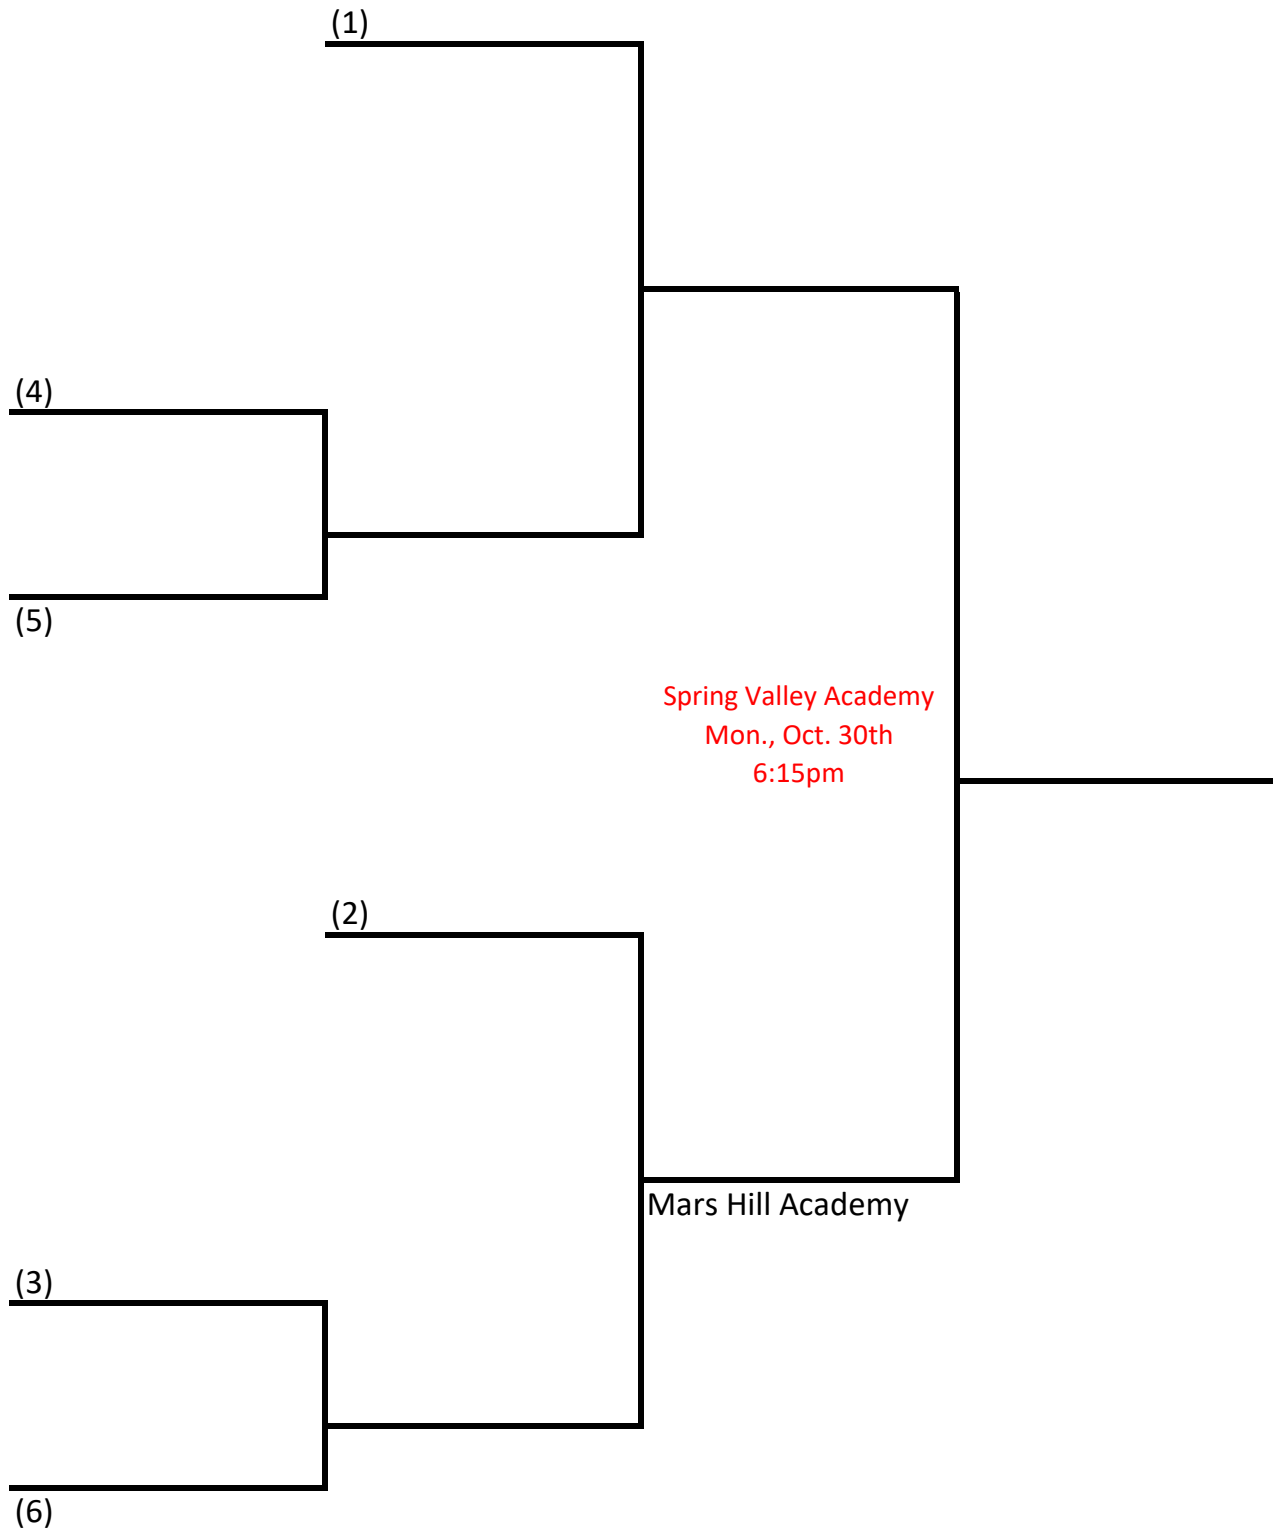 (1)
(4)
(5)
Spring Valley Academy
Mon., Oct. 30th
6:15pm
(2)
Mars Hill Academy
(3)
(6)